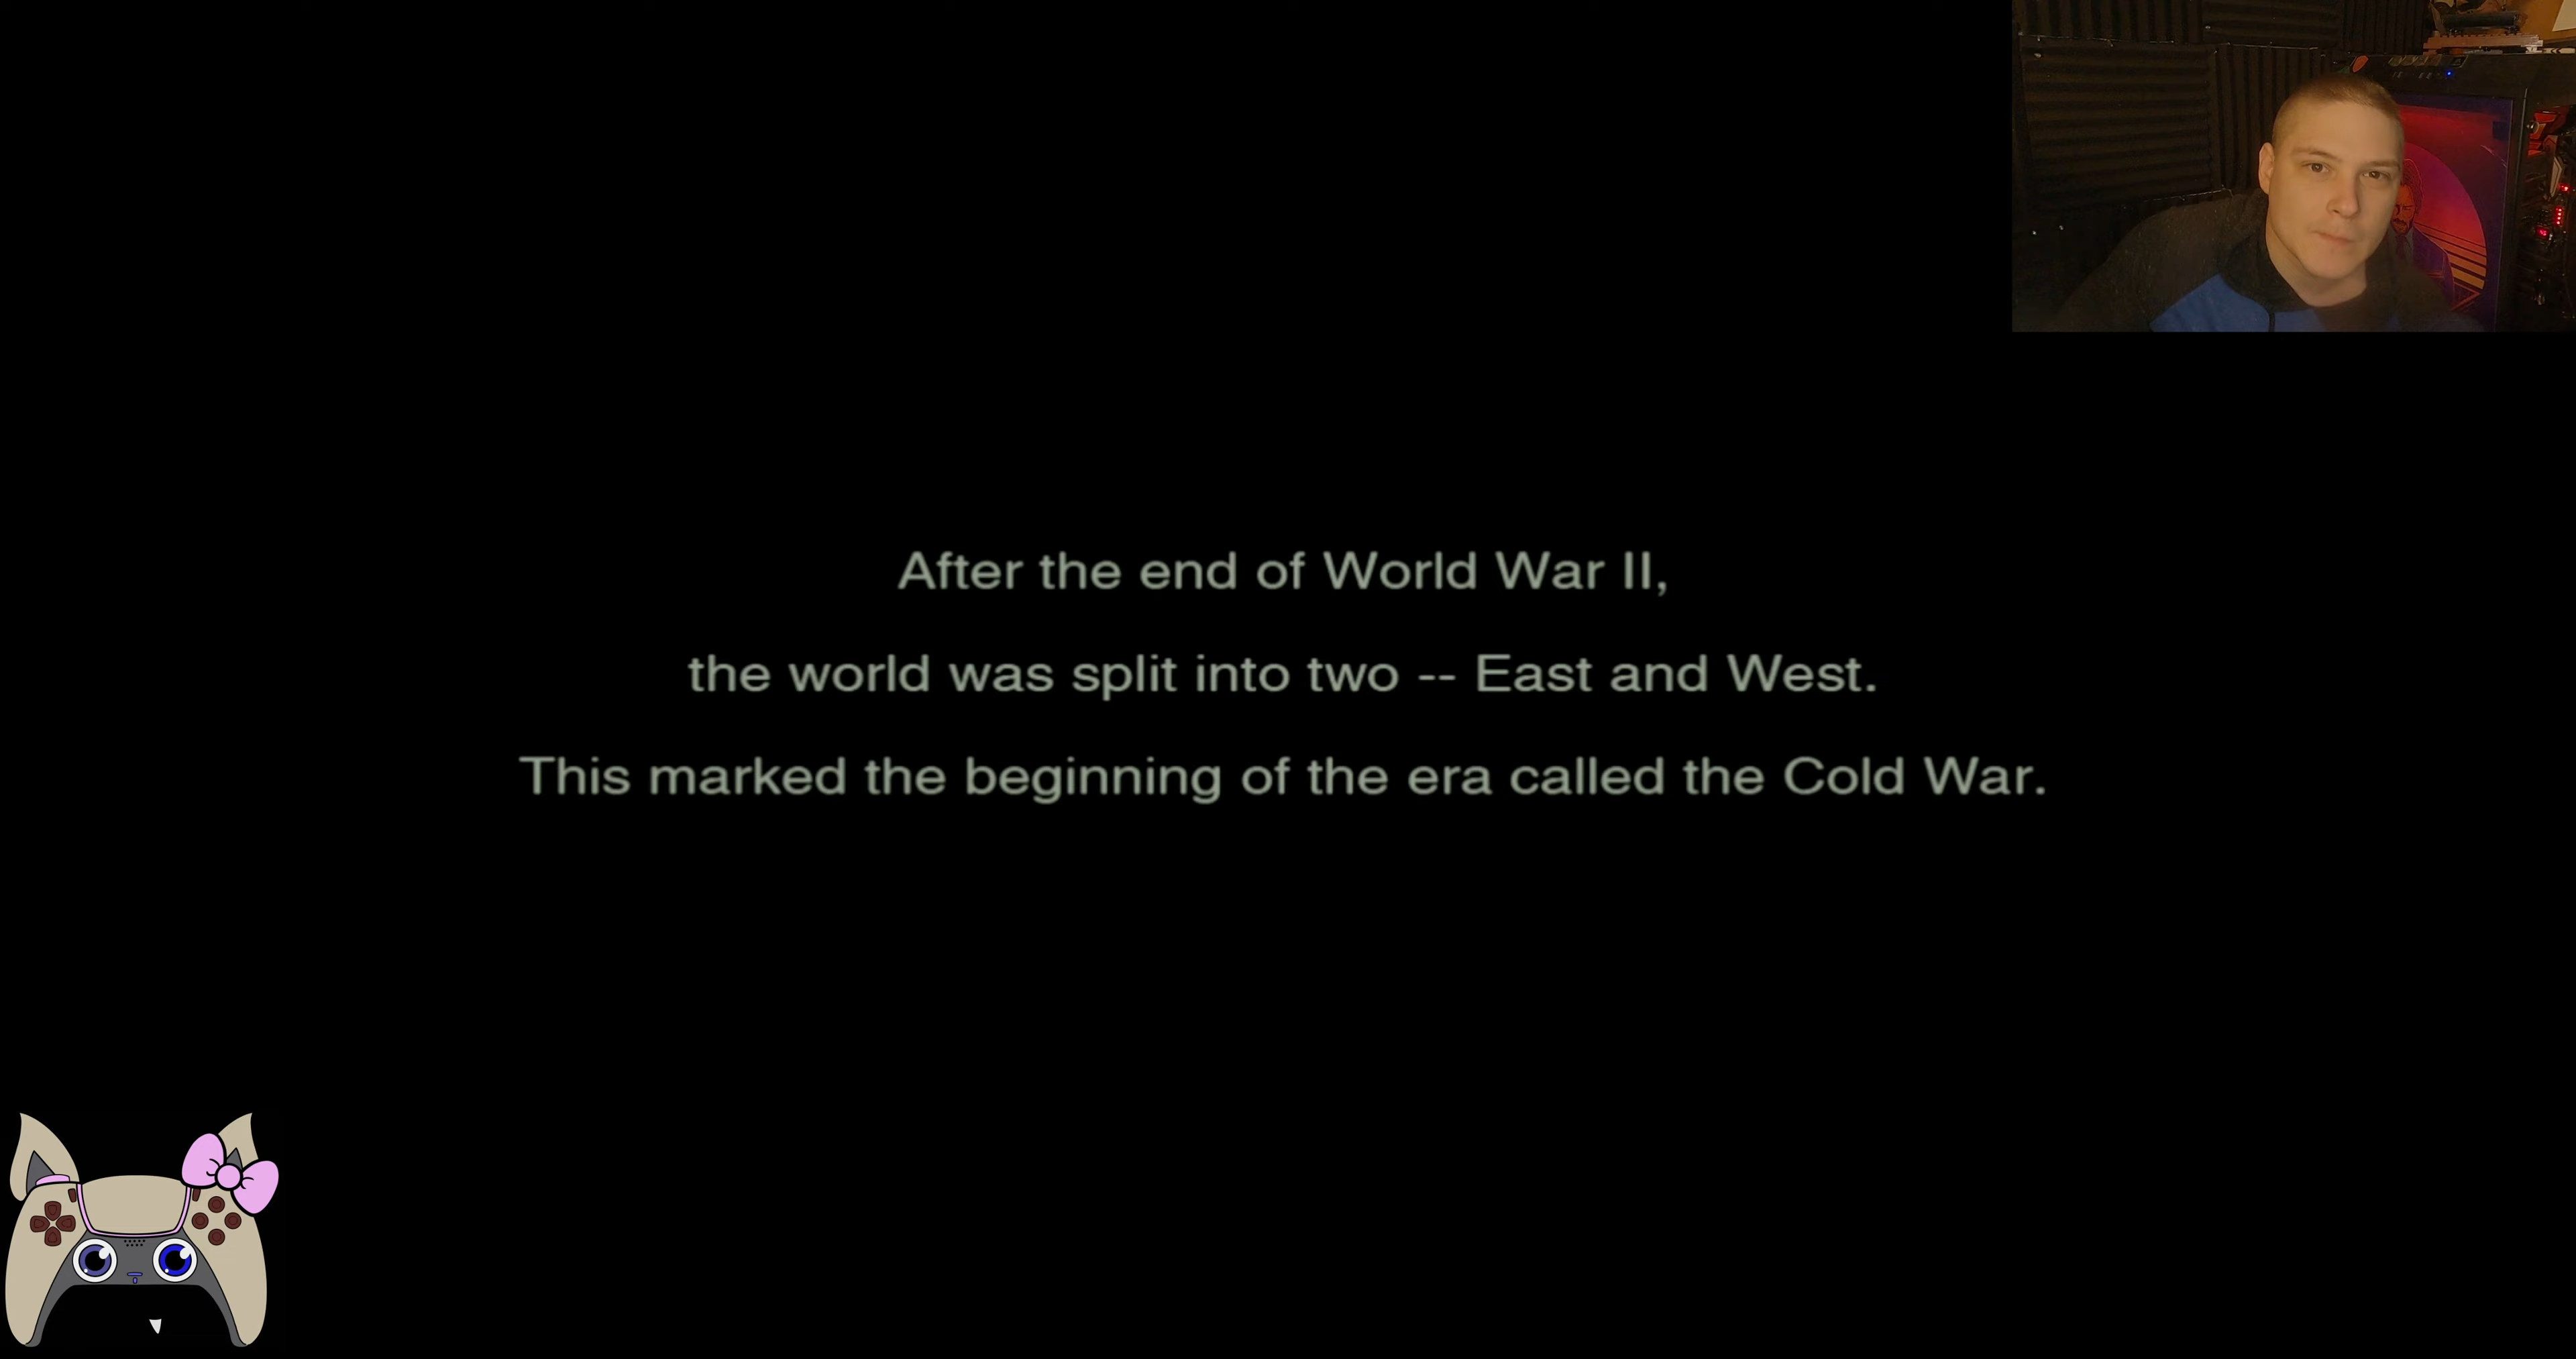 After the end of World War II,
the world was split into two -- East and West.
This marked the beginning of the era called the Cold War.